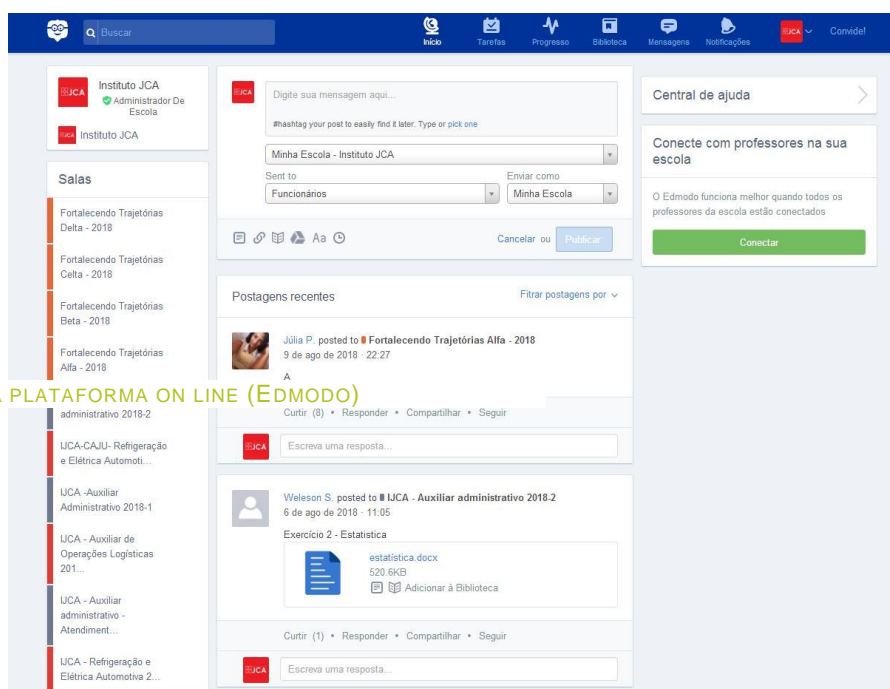 Buscar
Início
Tarefas
Progresso
Biblioteca
Mensagens
Notificações
JCA
Convide!
JCA
Instituto JCA
Administrador De
Escola
Instituto JCA
Salas
Fortalecendo Trajetórias
Delta - 2018
Fortalecendo Trajetórias
Celta - 2018
Fortalecendo Trajetórias
Beta - 2018
Fortalecendo Trajetórias
Alfa - 2018
A PLATAFORMA ON LINE (EDMODO)
administrativo 2018-2
IJCA-CAJU- Refrigeração
e Elétrica Automoti...
IJCA -Auxiliar
Administrativo 2018-1
IJCA - Auxiliar de
Operações Logísticas
201...
IJCA - Auxiliar
administrativo -
Atendiment...
IJCA - Refrigeração e
Elétrica Automotiva 2...
JCA
Digite sua mensagem aqui...
#hashtag your post to easily find it later. Type or pick one
Minha Escola - Instituto JCA
Sent to
Enviar como
Funcionários
Minha Escola
Aa
Cancelar ou Publicar
Postagens recentes
Fitrar postagens por
Júlia P. posted to Fortalecendo Trajetórias Alfa - 2018
9 de ago de 2018 · 22:27
A
Curtir (8) • Responder • Compartilhar • Seguir
JCA
Escreva uma resposta...
Weleson S. posted to IJCA - Auxiliar administrativo 2018-2
6 de ago de 2018 · 11:05
Exercício 2 - Estatistica
estatística.docx
520.6KB
Adicionar à Biblioteca
Curtir (1) • Responder • Compartilhar • Seguir
JCA
Escreva uma resposta...
Central de ajuda
Conecte com professores na sua
escola
O Edmodo funciona melhor quando todos os
professores da escola estão conectados
Conectar